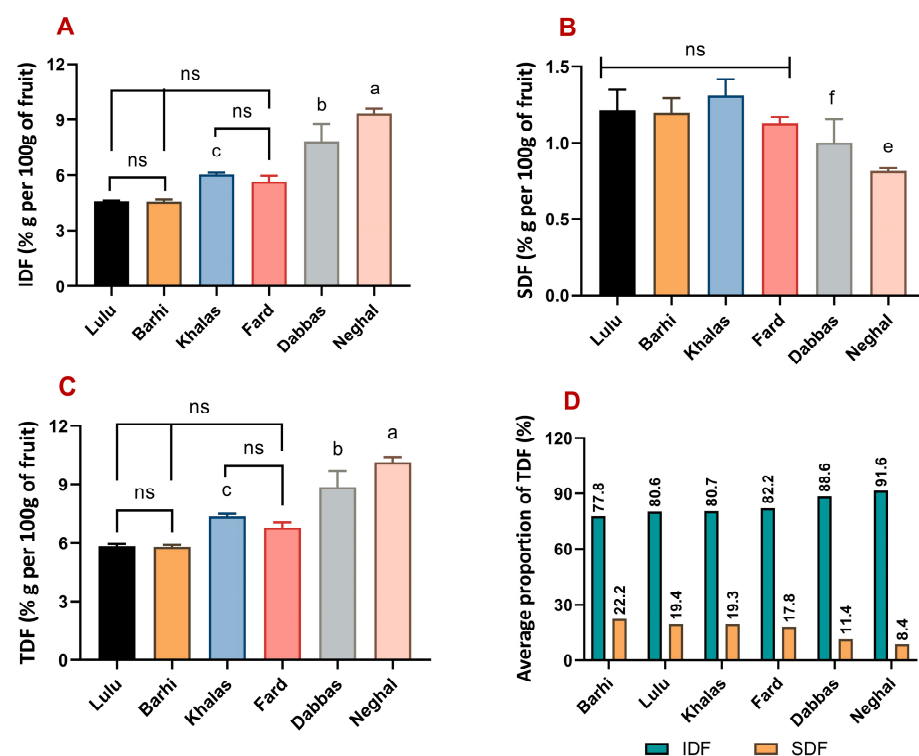 A
IDF (% g per 100g of fruit)
12
9
6
3
0
ns
ns
ns
c
b
a
Lulu
Barhi
Khalas
Fard
Dabbas
Neghal
B
SDF (% g per 100g of fruit)
1.5
1.0
0.5
0.0
ns
f
e
Lulu
Barhi
Khalas
Fard
Dabbas
Neghal
C
TDF (% g per 100g of fruit)
12
9
6
3
0
ns
ns
ns
c
b
a
Lulu
Barhi
Khalas
Fard
Dabbas
Neghal
D
Average proportion of TDF (%)
120
90
60
30
0
77.8
22.2
80.6
19.4
80.7
19.3
82.2
17.8
88.6
11.4
91.6
8.4
Barhi
Lulu
Khalas
Fard
Dabbas
Neghal
IDF
SDF